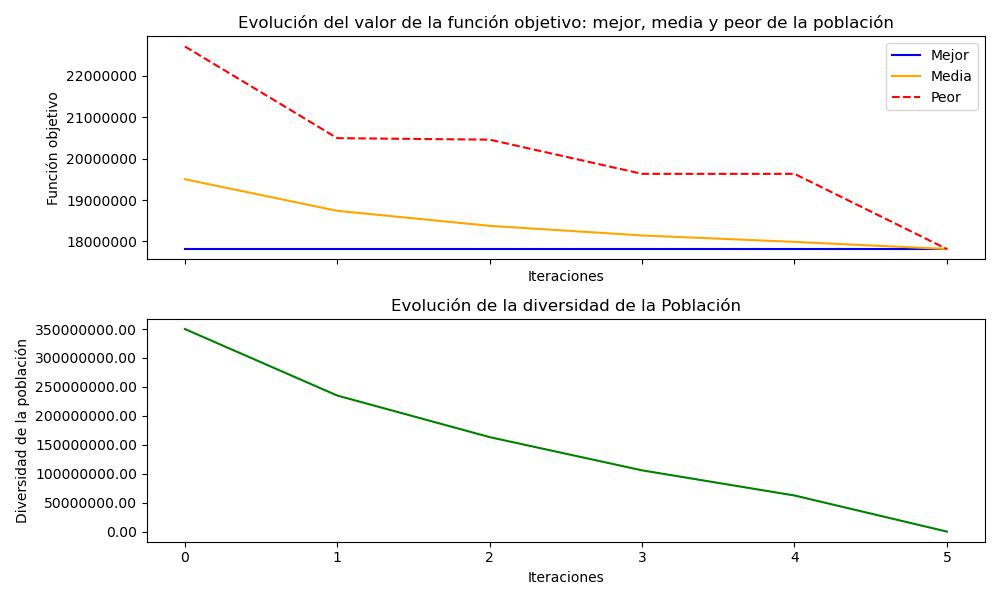 Evolución del valor de la función objetivo: mejor, media y peor de la población
Función objetivo
22000000
21000000
20000000
19000000
18000000
Mejor
Media
Peor
Iteraciones
Evolución de la diversidad de la Población
Diversidad de la población
350000000.00
300000000.00
250000000.00
200000000.00
150000000.00
100000000.00
50000000.00
0.00
0 1 2 3 4 5
Iteraciones